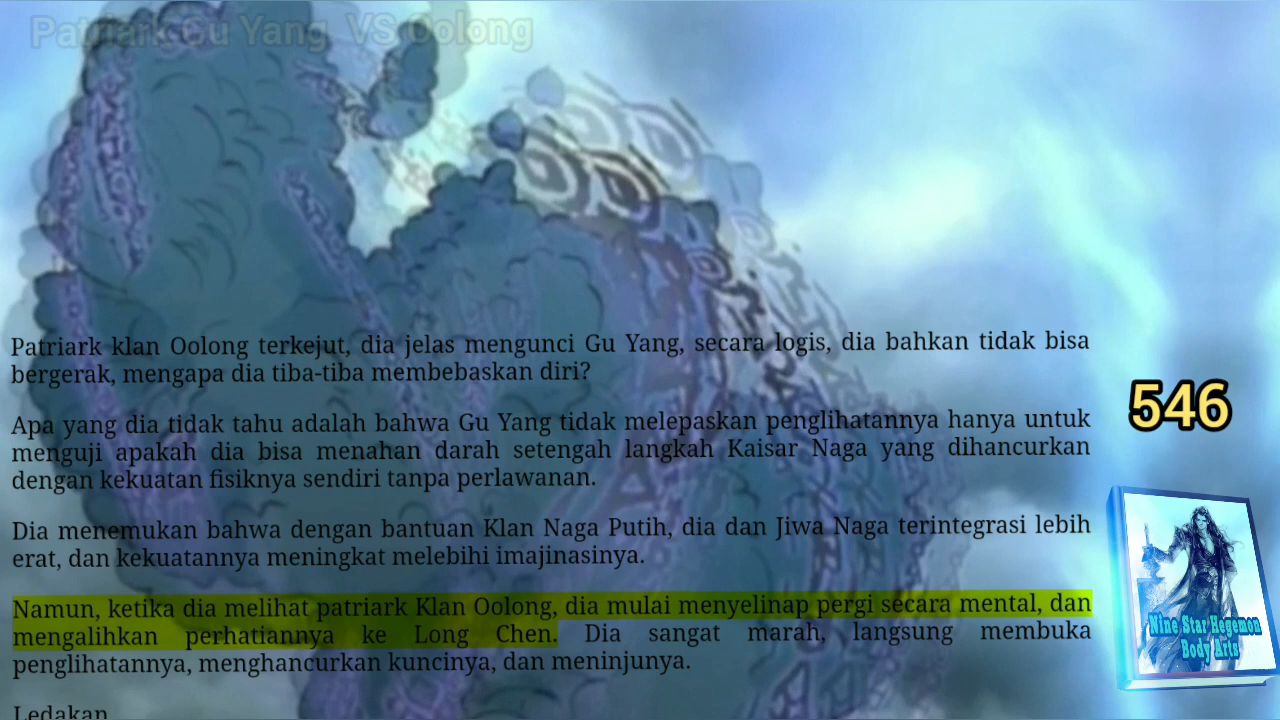 Patriark Gu Yang VS Oolong
Patriark klan Oolong terkejut, dia jelas mengunci Gu Yang, secara logis, dia bahkan tidak bisa
bergerak, mengapa dia tiba-tiba membebaskan diri?
Apa yang dia tidak tahu adalah bahwa Gu Yang tidak melepaskan penglihatannya hanya untuk
menguji apakah dia bisa menahan darah setengah langkah Kaisar Naga yang dihancurkan
dengan kekuatan fisiknya sendiri tanpa perlawanan.
Dia menemukan bahwa dengan bantuan Klan Naga Putih, dia dan Jiwa Naga terintegrasi lebih
erat, dan kekuatannya meningkat melebihi imajinasinya.
Namun, ketika dia melihat patriark Klan Oolong, dia mulai menyelinap pergi secara mental, dan
mengalihkan perhatiannya ke Long Chen. Dia sangat marah, langsung membuka
penglihatannya, menghancurkan kuncinya, dan meninjunya.
Ledakan
546
Nine Star Hegemon
Body Arts